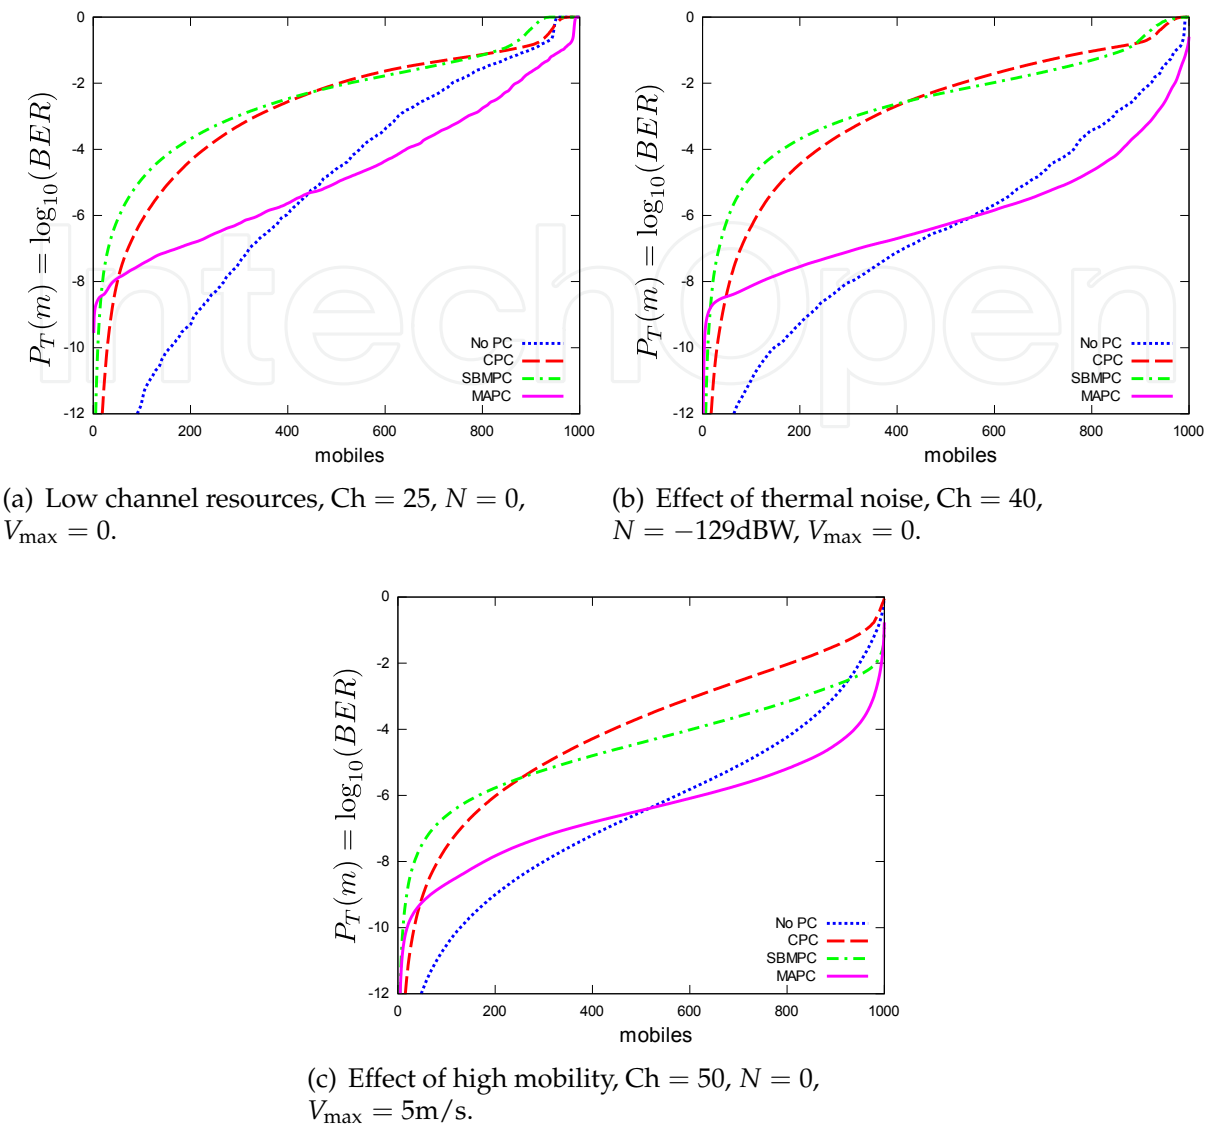 0
-2
-4
-6
-8
-10
-12
P_T(m) = log_10(BER)
No PC
CPC
SBMPC
MAPC
0 200 400 600 800 1000
mobiles
(a) Low channel resources, Ch = 25, N = 0,
V_max = 0.
0
-2
-4
-6
-8
-10
-12
P_T(m) = log_10(BER)
No PC
CPC
SBMPC
MAPC
0 200 400 600 800 1000
mobiles
(b) Effect of thermal noise, Ch = 40,
N = −129dBW, V_max = 0.
0
-2
-4
-6
-8
-10
-12
P_T(m) = log_10(BER)
No PC
CPC
SBMPC
MAPC
0 200 400 600 800 1000
mobiles
(c) Effect of high mobility, Ch = 50, N = 0,
V_max = 5m/s.
IntechOpen